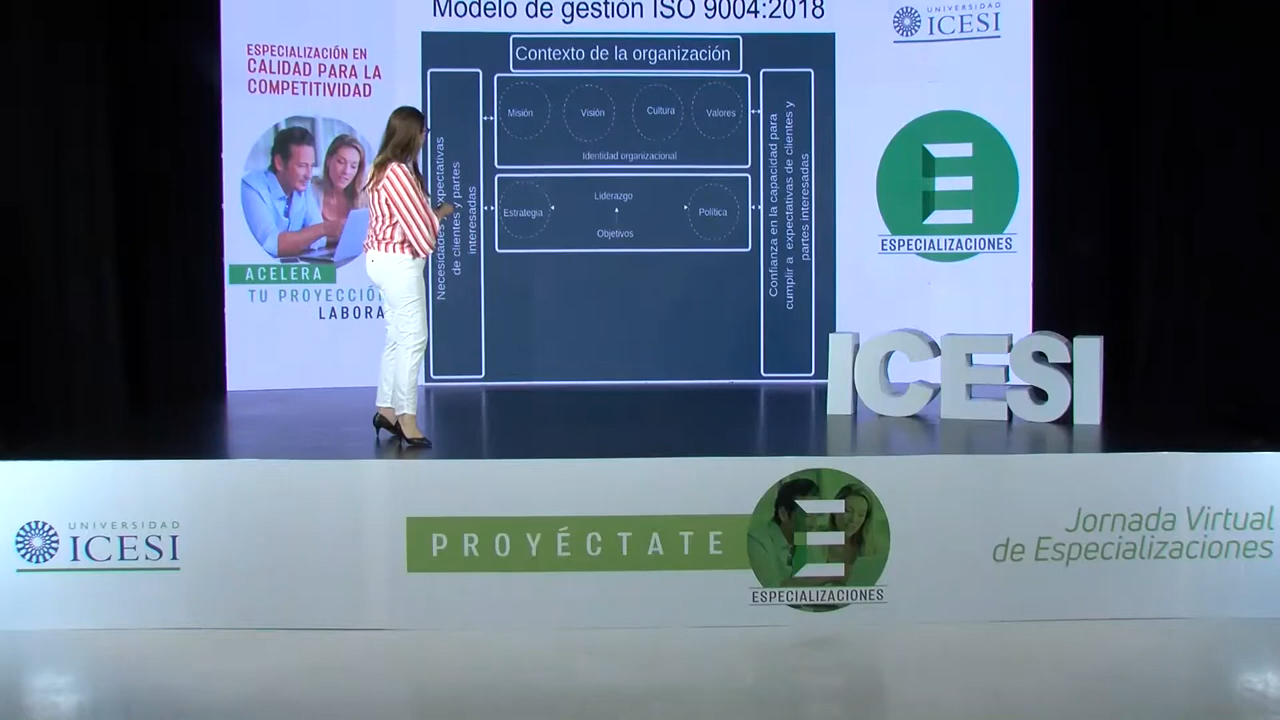 Modelo de gestión ISO 9004:2018
UNIVERSIDAD
ICESI
ESPECIALIZACIÓN EN
CALIDAD PARA LA
COMPETITIVIDAD
Contexto de la organización
Misión
Visión
Cultura
Valores
Identidad organizacional
Necesidades y expectativas
de clientes y partes
interesadas
Liderazgo
Estrategia
Política
Objetivos
Confianza en la capacidad para
cumplir a expectativas de clientes y
partes interesadas
E
ESPECIALIZACIONES
ACELERA
TU PROYECCIÓ
LABORA
ICESI
UNIVERSIDAD
ICESI
PROYÉCTATE
E
ESPECIALIZACIONES
Jornada Virtual
de Especializaciones